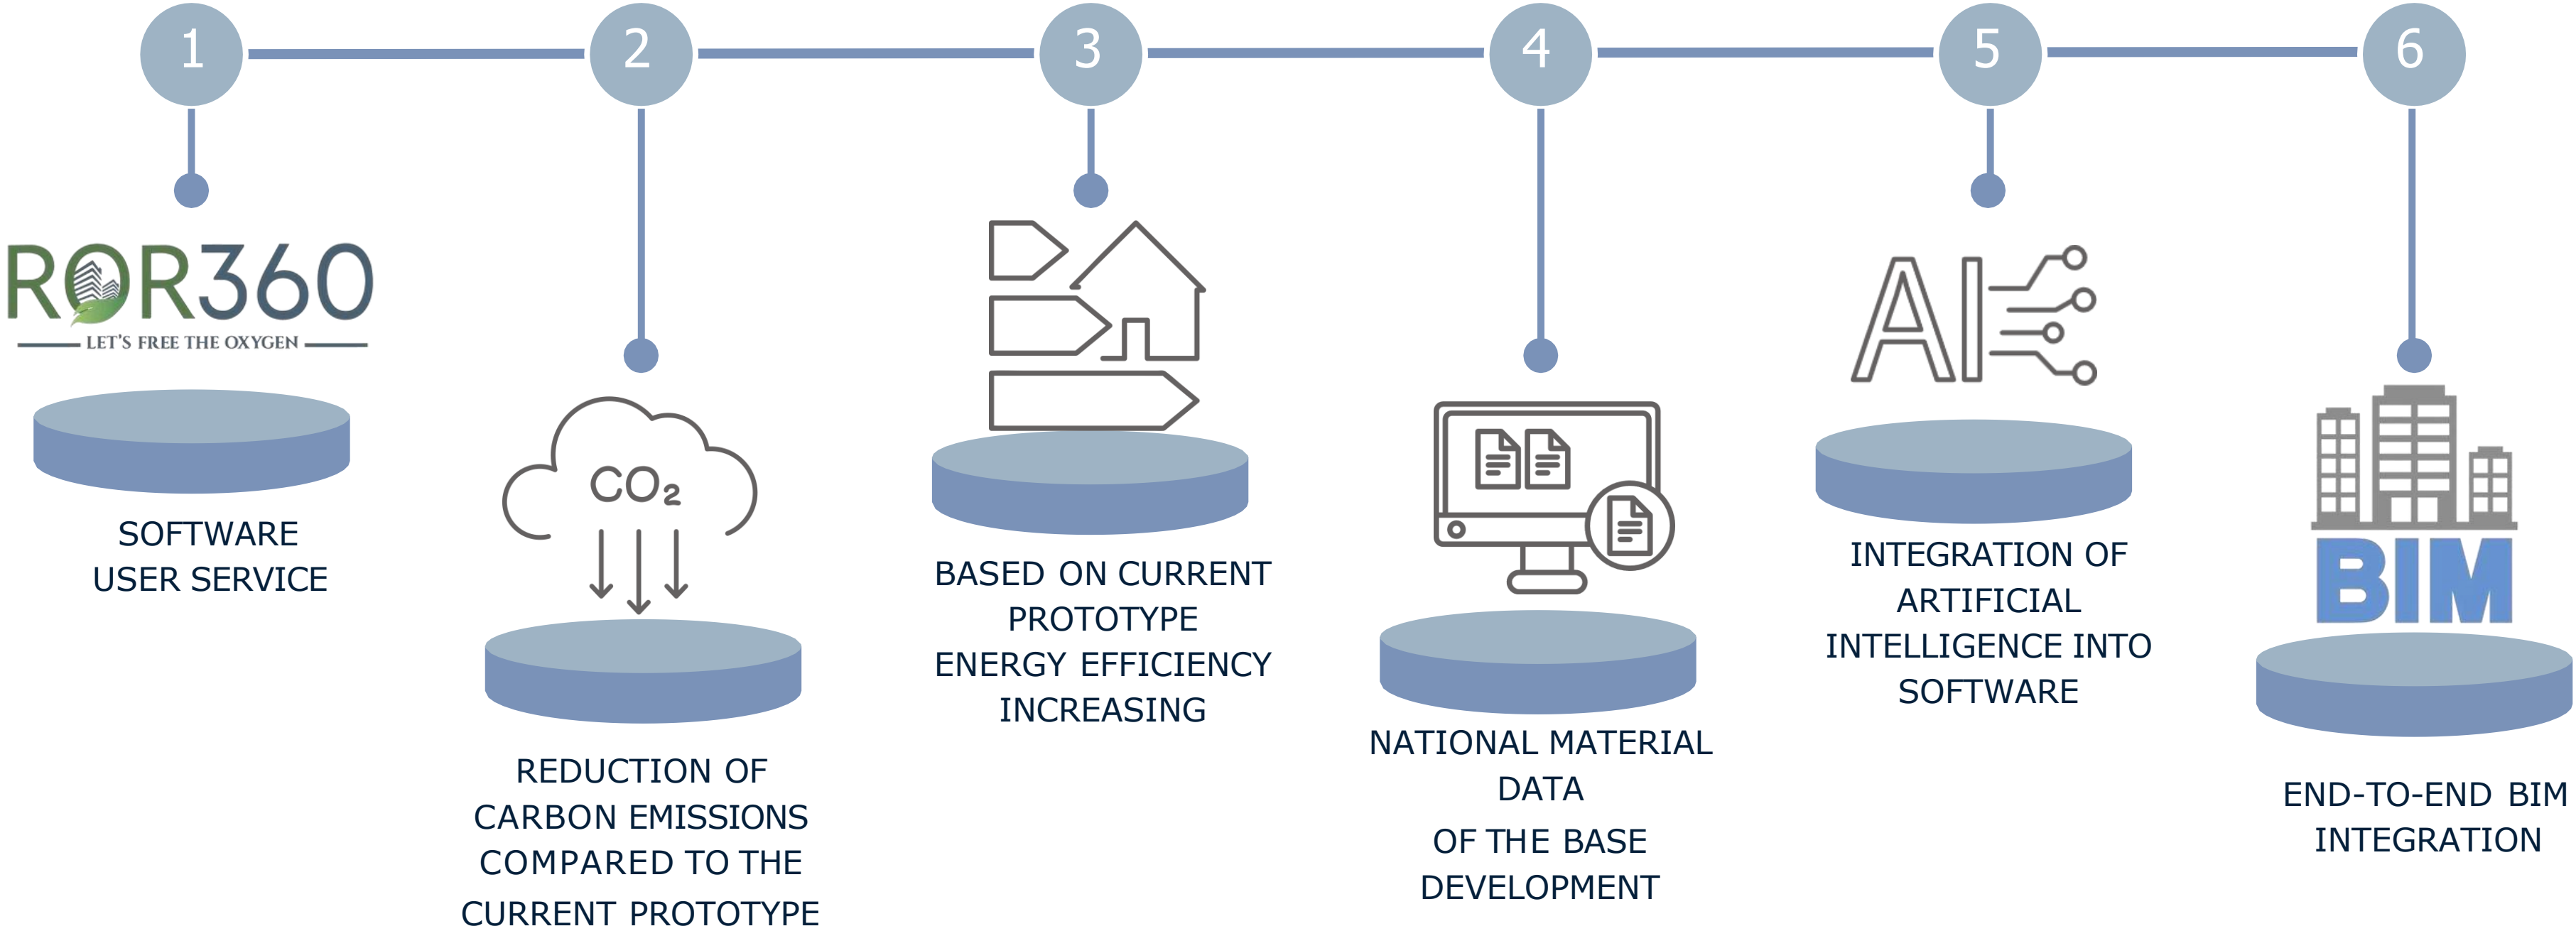 1
2
3
4
5
6
ROR360
LET'S FREE THE OXYGEN
SOFTWARE
USER SERVICE
CO2
REDUCTION OF
CARBON EMISSIONS
COMPARED TO THE
CURRENT PROTOTYPE
BASED ON CURRENT
PROTOTYPE
ENERGY EFFICIENCY
INCREASING
NATIONAL MATERIAL
DATA
OF THE BASE
DEVELOPMENT
AI
INTEGRATION OF
ARTIFICIAL
INTELLIGENCE INTO
SOFTWARE
BIM
END-TO-END BIM
INTEGRATION